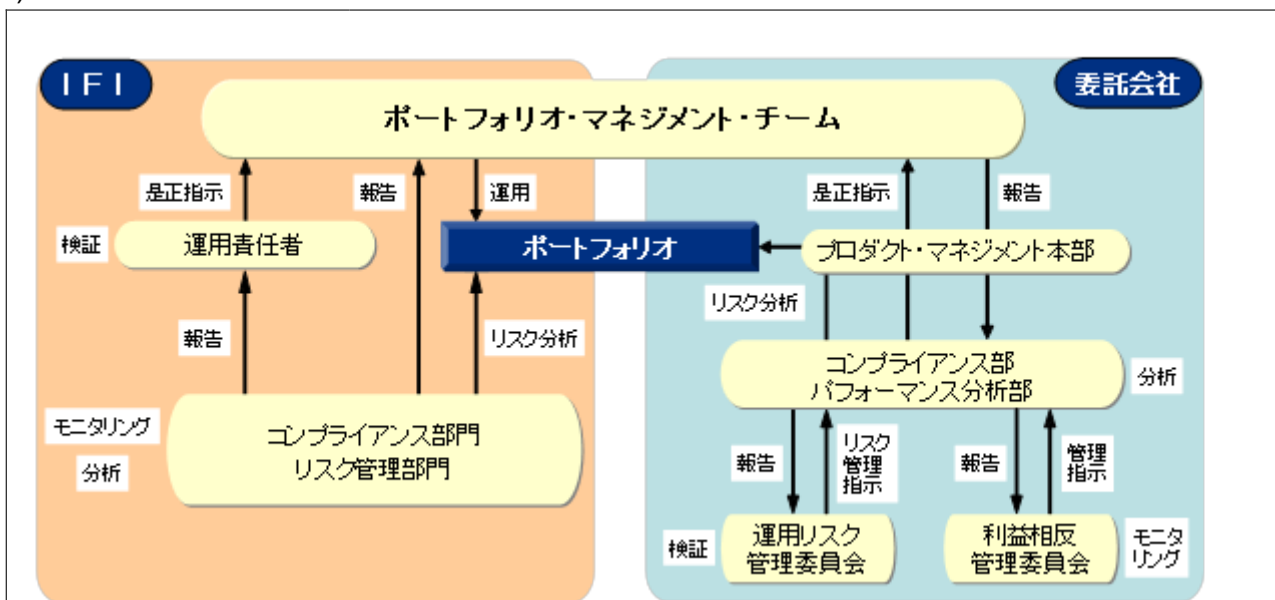 IFI
委託会社
ポートフォリオ・マネジメント・チーム
是正指示
報告
運用
是正指示
報告
検証
運用責任者
ポートフォリオ
プロダクト・マネジメント本部
報告
リスク分析
リスク分析
コンプライアンス部
パフォーマンス分析部
分析
モニタリング
分析
コンプライアンス部門
リスク管理部門
報告
リスク
管理
指示
報告
管理
指示
検証
運用リスク
管理委員会
利益相反
管理委員会
モニタ
リング